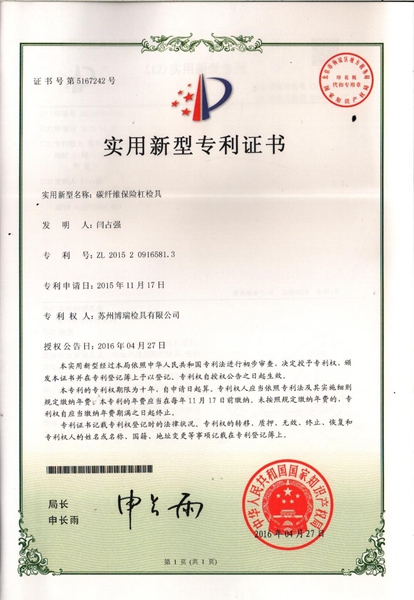 证书号第5167242号
实用新型专利证书
实用新型名称：碳纤维保险杠检具
发 明 人：闫占强
专 利 号：ZL 2015 2 0916581.3
专利申请日：2015年11月17日
专 利 权 人：苏州博瑞检具有限公司
授权公告日：2016年04月27日
本实用新型经过本局依照中华人民共和国专利法进行初步审查，决定授予专利权，颁
发本证书并在专利登记簿上予以登记。专利权自授权公告之日起生效。
本专利的专利权期限为十年，自申请日起算。专利权人应当依照专利法及其实施细则
规定缴纳年费。本专利的年费应当在每年11月17日前缴纳。未按照规定缴纳年费的，专
利权自应当缴纳年费期满之日起终止。
专利证书记载专利权登记时的法律状况。专利权的转移、质押、无效、终止、恢复和
专利权人的姓名或名称、国籍、地址变更等事项记载在专利登记簿上。
局长
申长雨
申长雨
中华人民共和国国家知识产权局
2016年04月27日
第 1 页 (共 1 页)